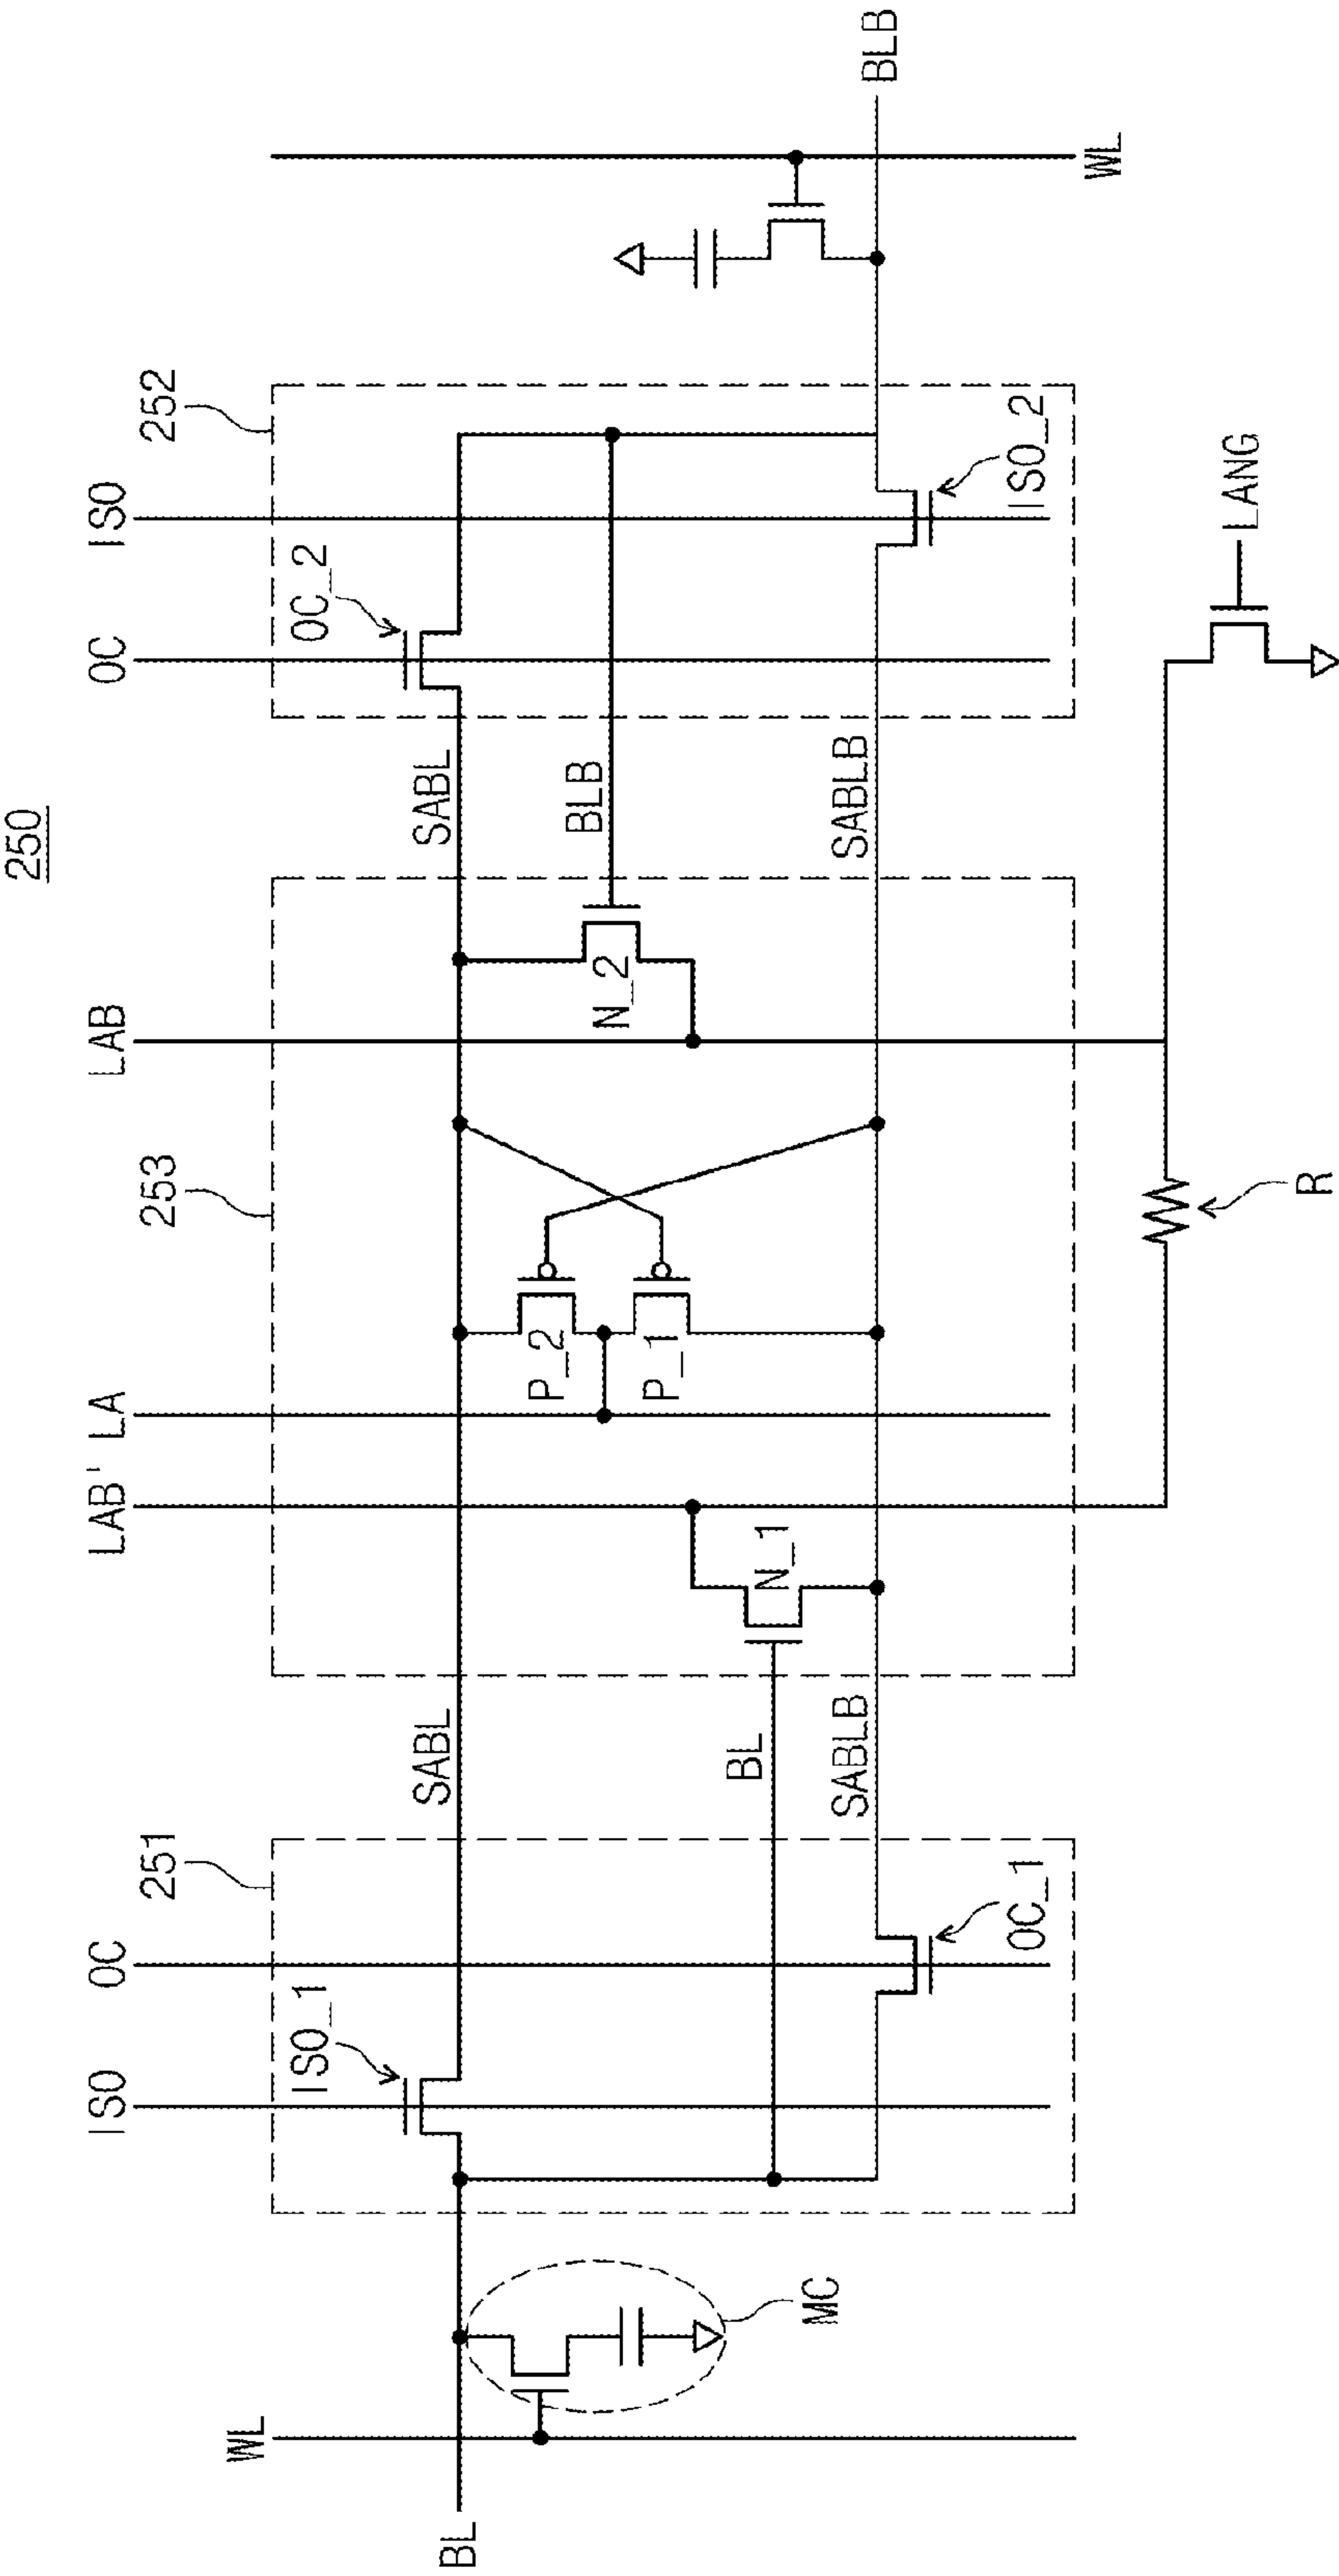 250
WL
BL
MC
ISO
OC
251
ISO_1
OC_1
SABL
BL
SABLB
LAB'
LA
LAB
253
N_1
P_2
P_1
N_2
R
SABL
BLB
SABLB
OC
ISO
252
OC_2
ISO_2
LANG
WL
BLB